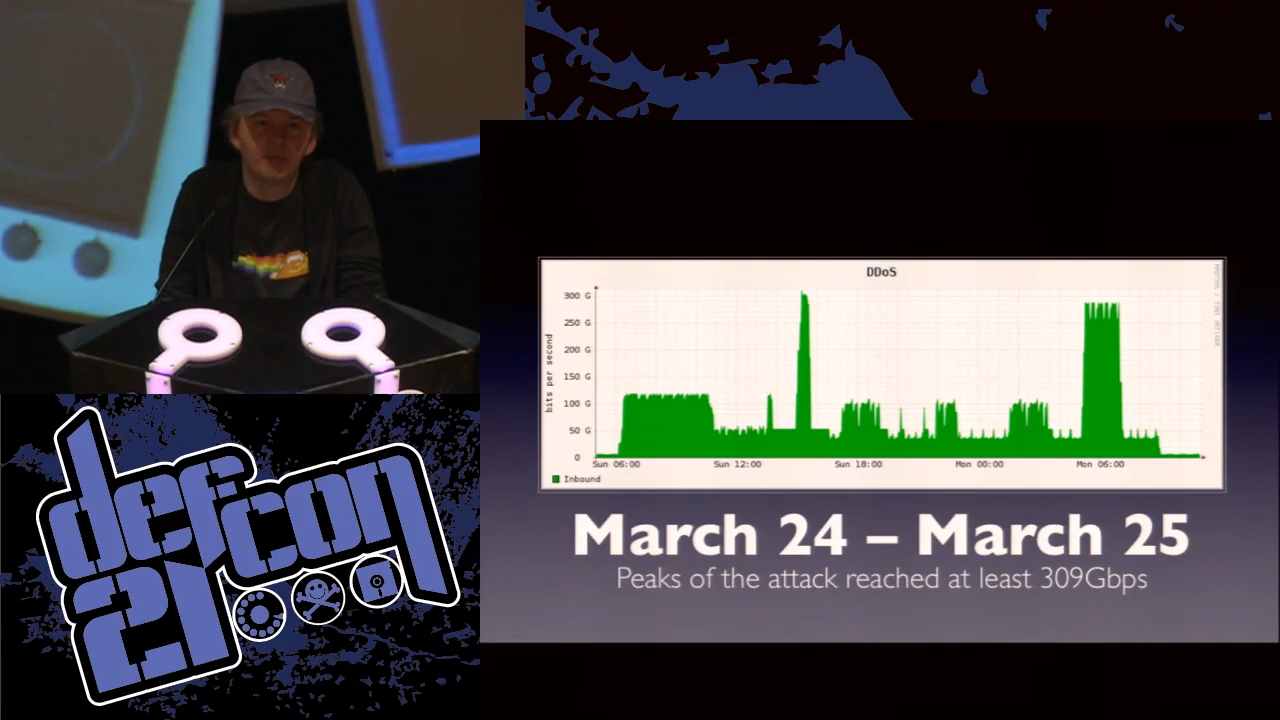 DDoS
bits per second
300 G
250 G
200 G
150 G
100 G
50 G
0
Sun 06:00
Sun 12:00
Sun 18:00
Mon 00:00
Mon 06:00
Inbound
March 24 – March 25
Peaks of the attack reached at least 309Gbps
defcon
21